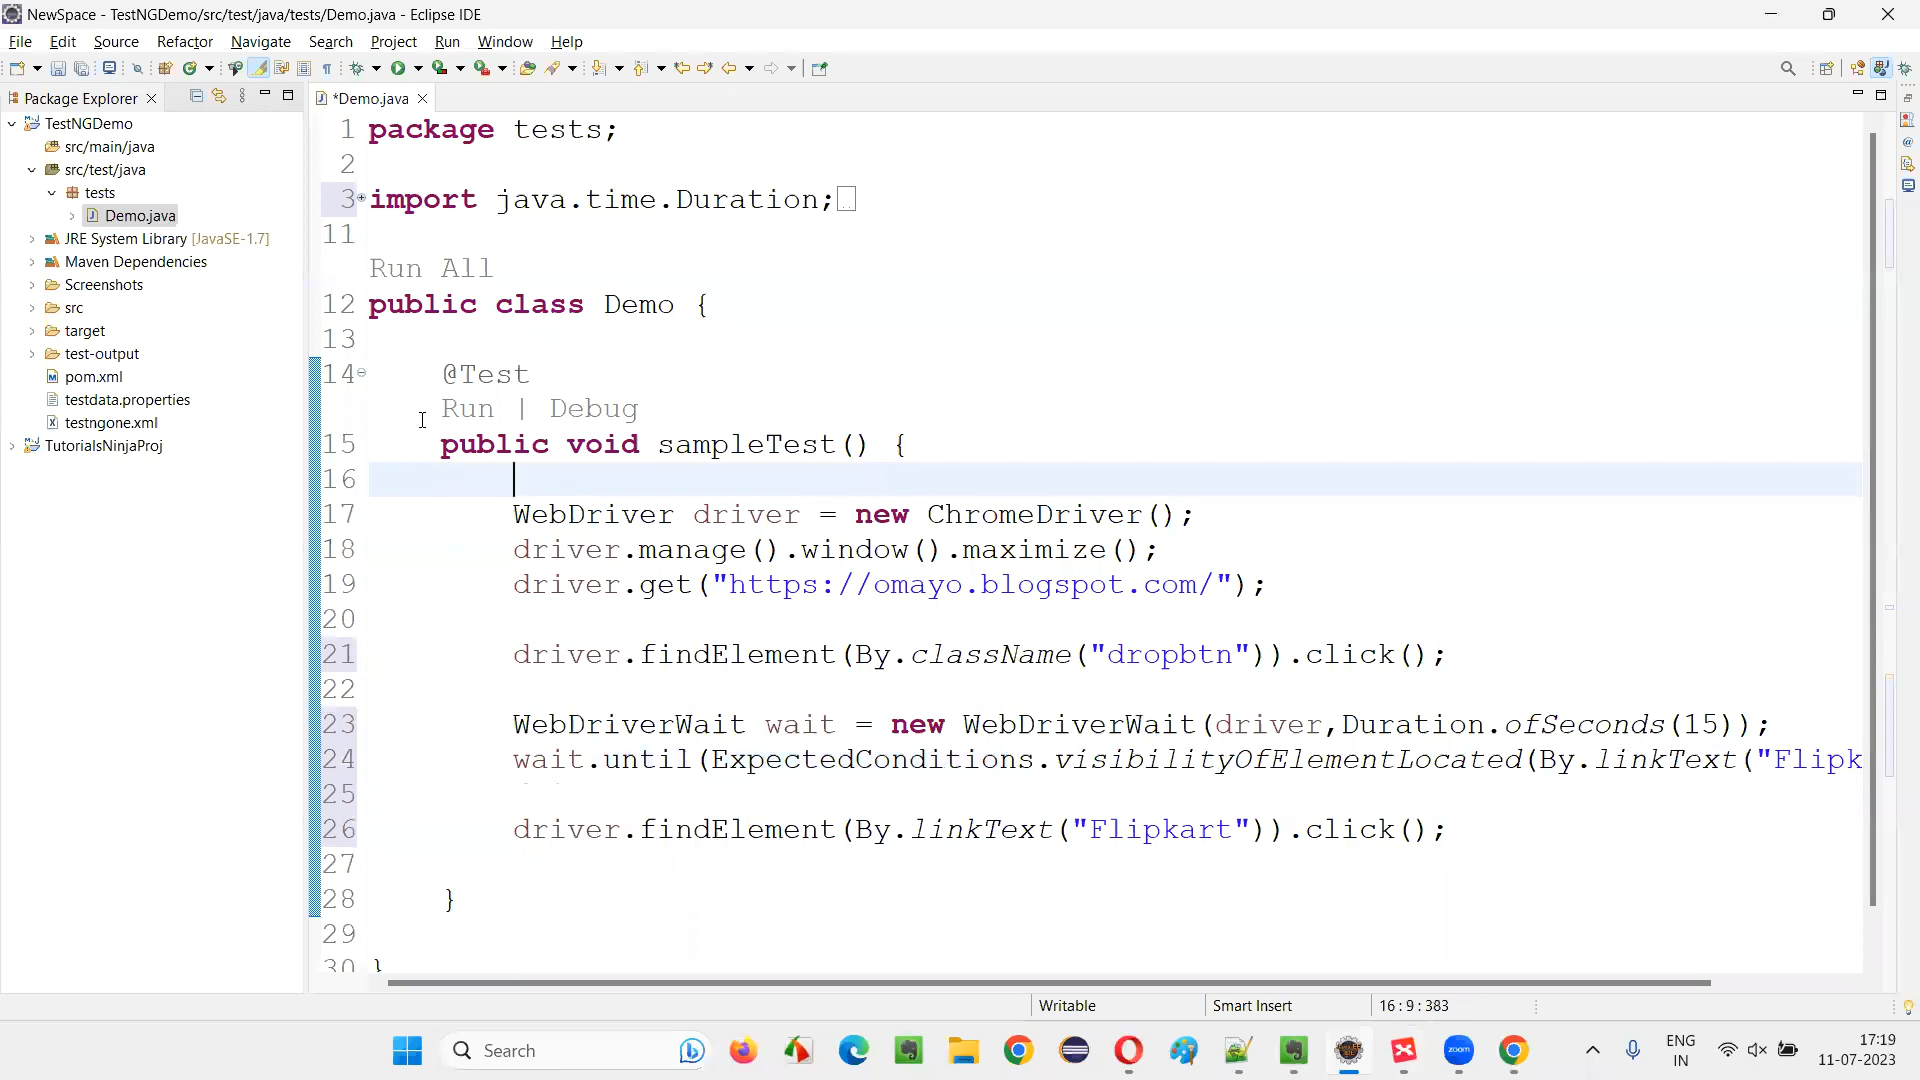 NewSpace - TestNGDemo/src/test/java/tests/Demo.java - Eclipse IDE
File Edit Source Refactor Navigate Search Project Run Window Help
Package Explorer
*Demo.java
TestNGDemo
src/main/java
src/test/java
tests
Demo.java
JRE System Library [JavaSE-1.7]
Maven Dependencies
Screenshots
src
target
test-output
pom.xml
testdata.properties
testngone.xml
TutorialsNinjaProj
1 package tests;
2
3 import java.time.Duration;
11
Run All
12 public class Demo {
13
14 @Test
Run | Debug
15 public void sampleTest() {
16
17 WebDriver driver = new ChromeDriver();
18 driver.manage().window().maximize();
19 driver.get("https://omayo.blogspot.com/");
20
21 driver.findElement(By.className("dropbtn")).click();
22
23 WebDriverWait wait = new WebDriverWait(driver,Duration.ofSeconds(15));
24 wait.until(ExpectedConditions.visibilityOfElementLocated(By.linkText("Flipk
25
26 driver.findElement(By.linkText("Flipkart")).click();
27
28 }
29
30 }
Writable Smart Insert 16 : 9 : 383
Search
zoom
ENG
IN
17:19
11-07-2023